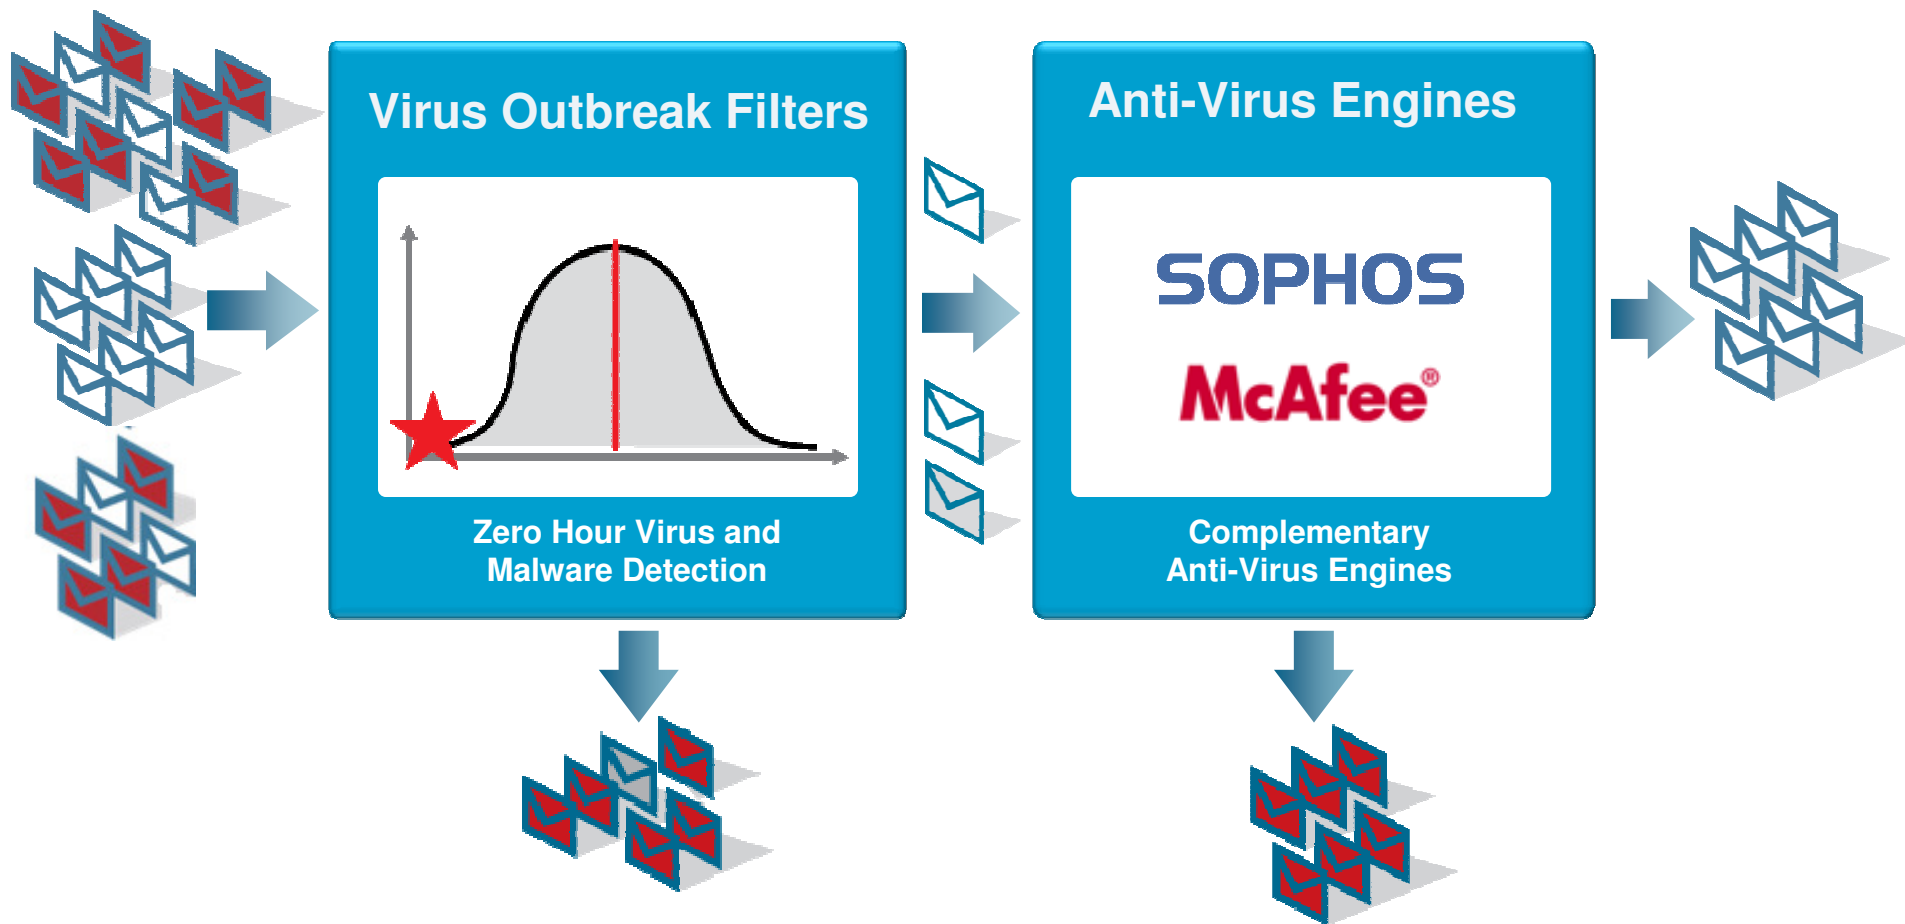 Virus Outbreak Filters
Zero Hour Virus and
Malware Detection
Anti-Virus Engines
SOPHOS
McAfee®
Complementary
Anti-Virus Engines